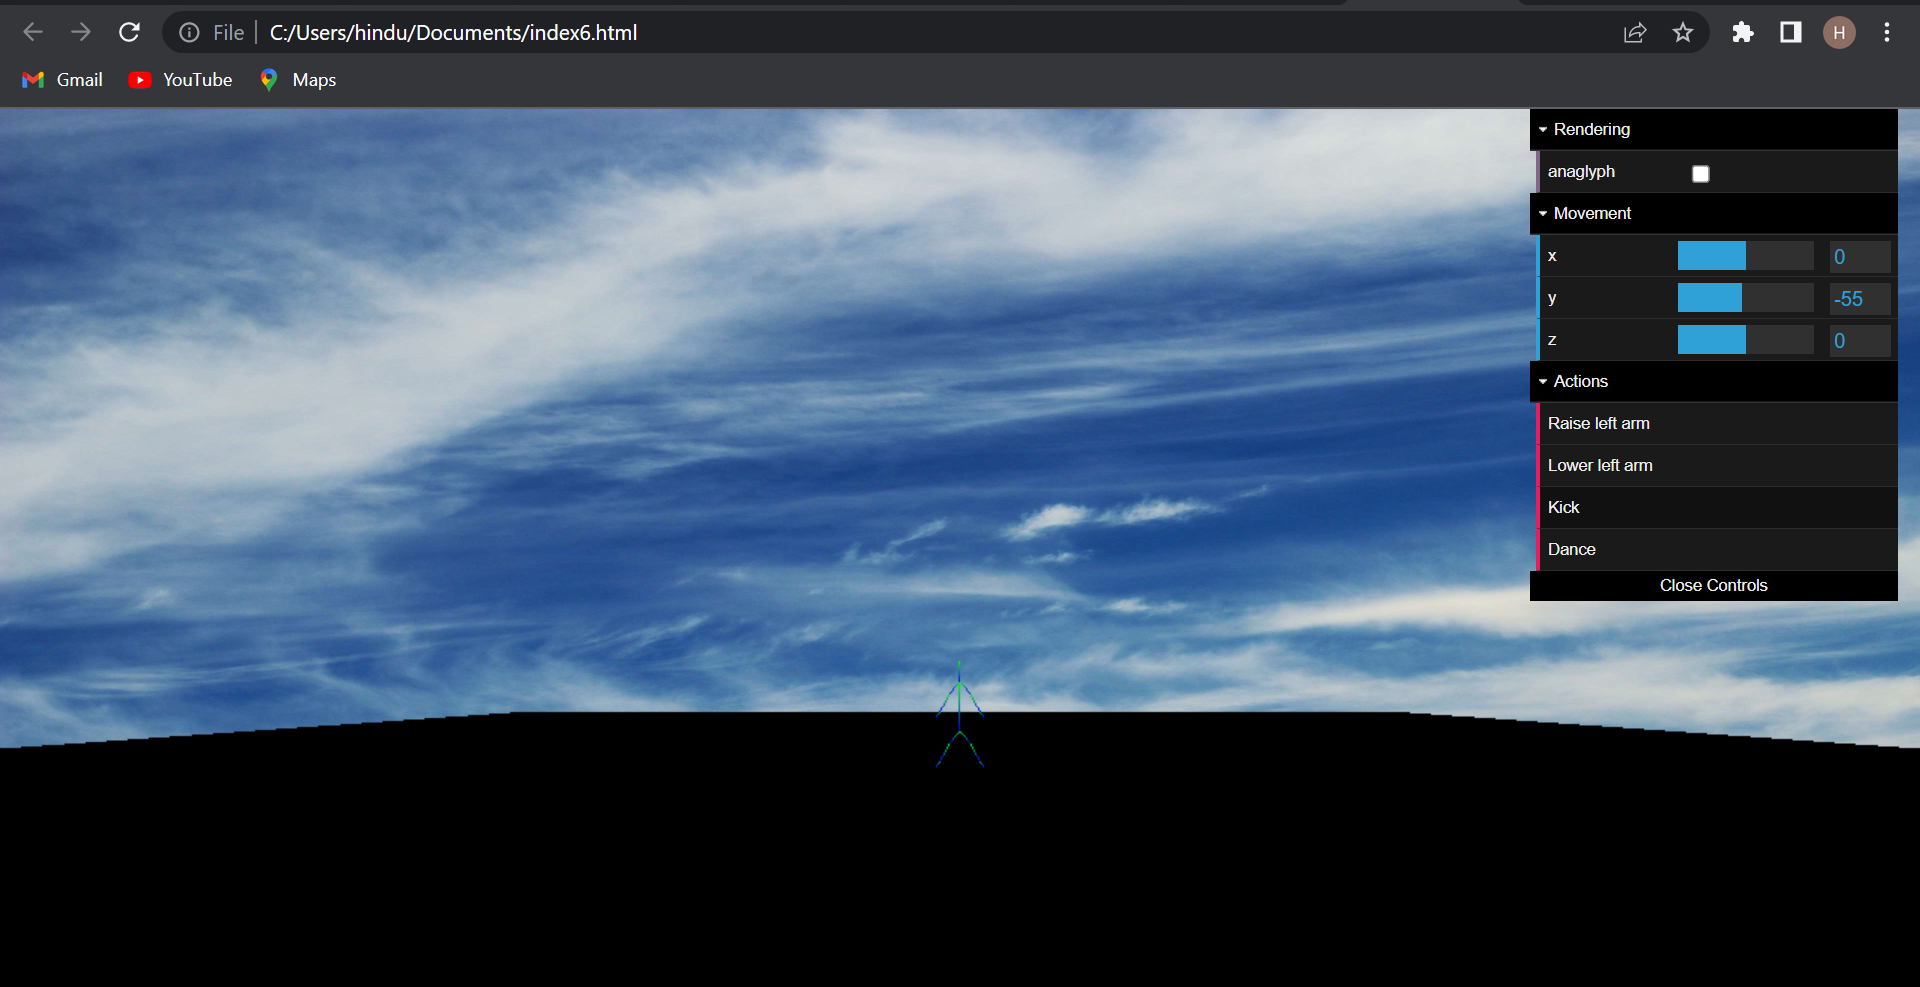 File C:/Users/hindu/Documents/index6.html H
Gmail YouTube Maps
Rendering
anaglyph
Movement
x 0
y -55
z 0
Actions
Raise left arm
Lower left arm
Kick
Dance
Close Controls